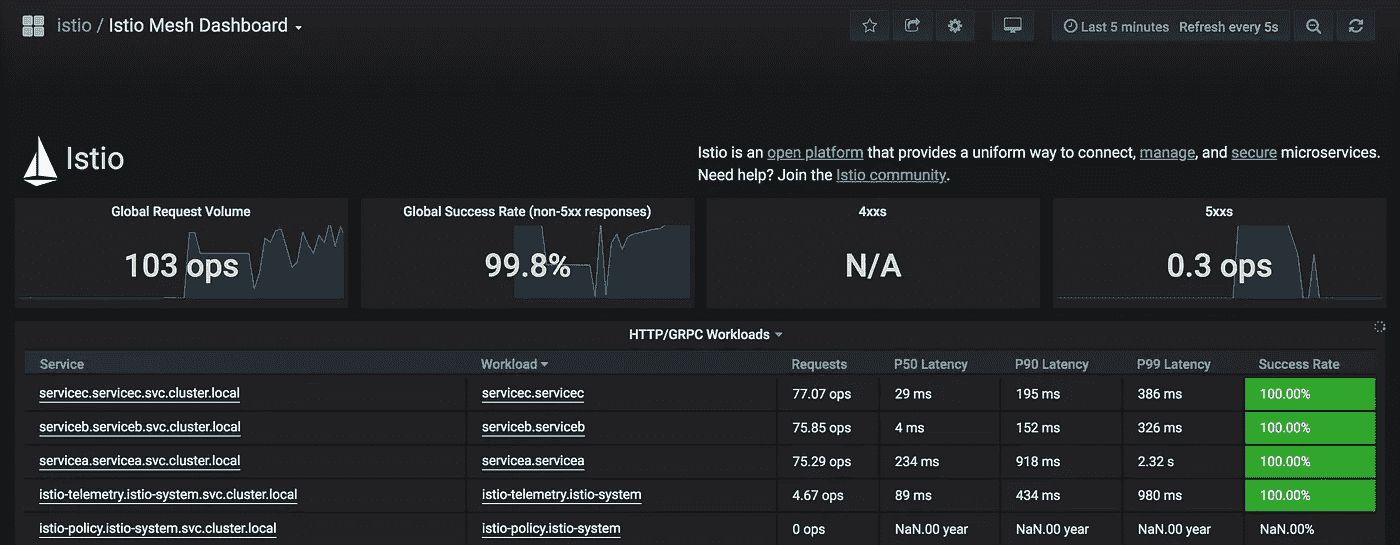 istio / Istio Mesh Dashboard
Last 5 minutes Refresh every 5s
Istio
Istio is an open platform that provides a uniform way to connect, manage, and secure microservices.
Need help? Join the Istio community.
Global Request Volume
103 ops
Global Success Rate (non-5xx responses)
99.8%
4xxs
N/A
5xxs
0.3 ops
HTTP/GRPC Workloads
Service Workload Requests P50 Latency P90 Latency P99 Latency Success Rate
servicec.servicec.svc.cluster.local servicec.servicec 77.07 ops 29 ms 195 ms 386 ms 100.00%
serviceb.serviceb.svc.cluster.local serviceb.serviceb 75.85 ops 4 ms 152 ms 326 ms 100.00%
servicea.servicea.svc.cluster.local servicea.servicea 75.29 ops 234 ms 918 ms 2.32 s 100.00%
istio-telemetry.istio-system.svc.cluster.local istio-telemetry.istio-system 4.67 ops 89 ms 434 ms 980 ms 100.00%
istio-policy.istio-system.svc.cluster.local istio-policy.istio-system 0 ops NaN.00 year NaN.00 year NaN.00 year NaN.00%